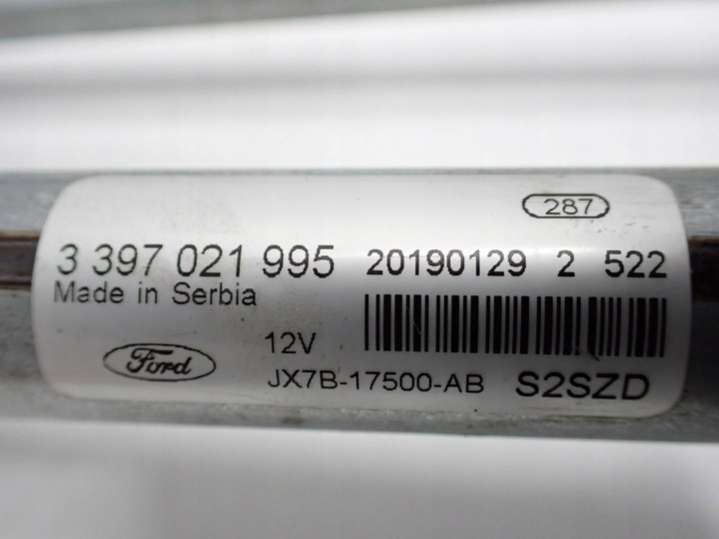 287
3 397 021 995 20190129 2 522
Made in Serbia
12V
Ford
JX7B-17500-AB S2SZD